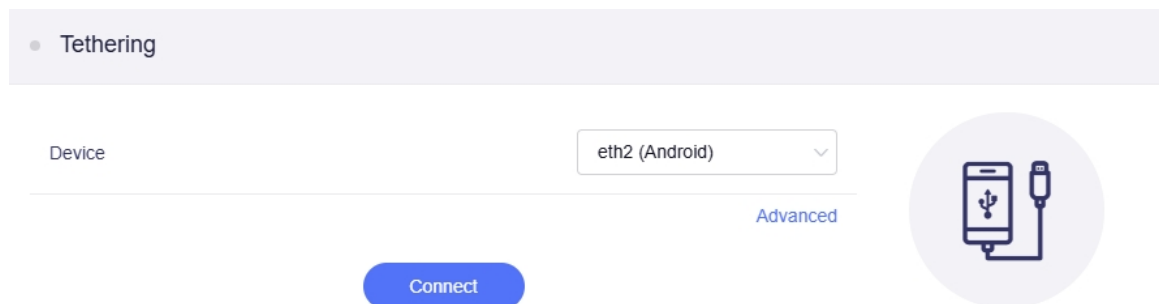 Tethering
Device
eth2 (Android)
Advanced
Connect